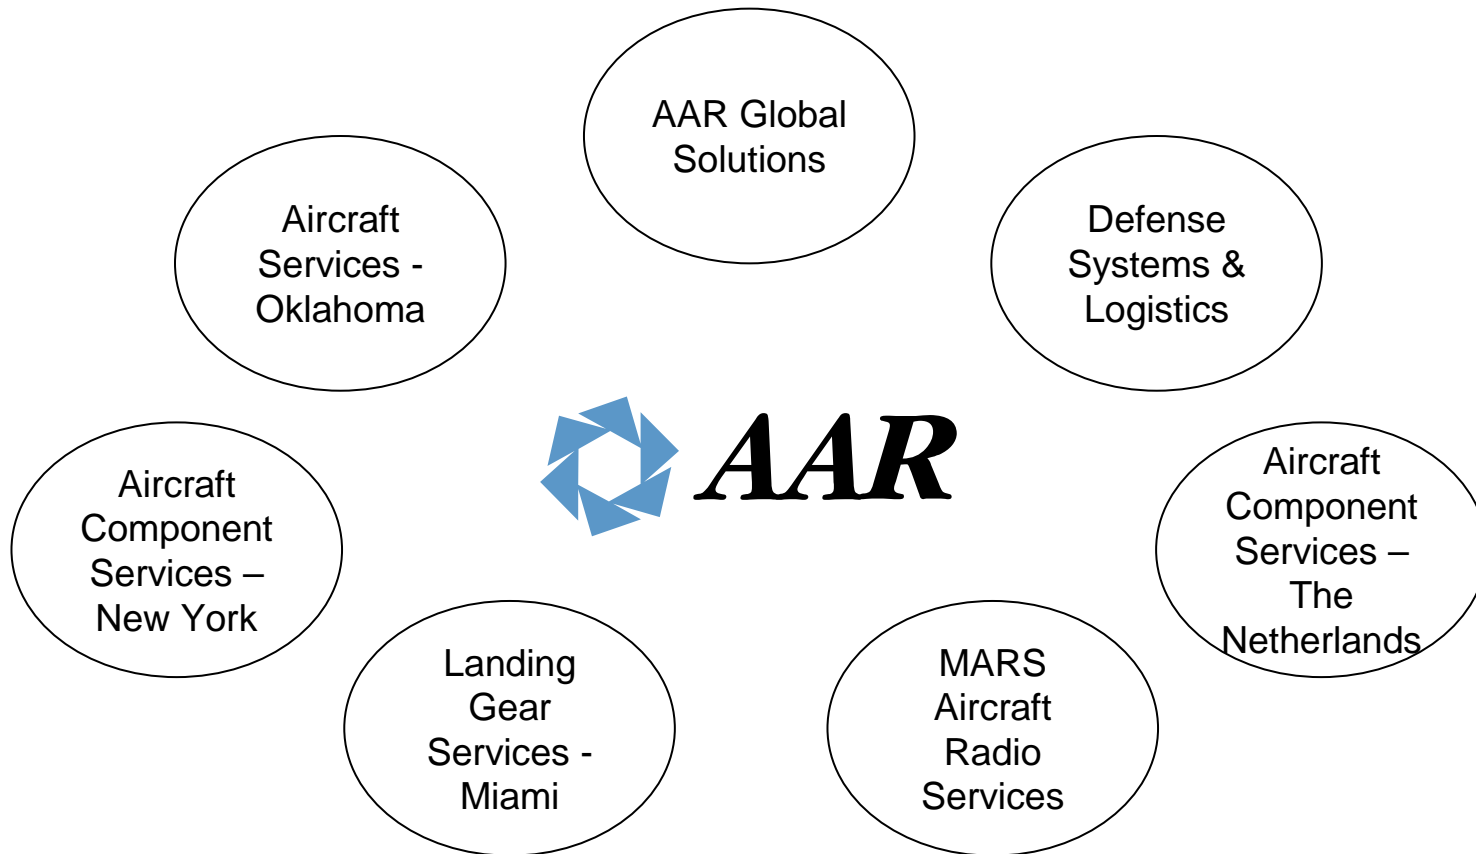 AAR Global
Solutions
Aircraft
Services -
Oklahoma
Defense
Systems &
Logistics
AAR
Aircraft
Component
Services –
New York
Aircraft
Component
Services –
The
Netherlands
Landing
Gear
Services -
Miami
MARS
Aircraft
Radio
Services